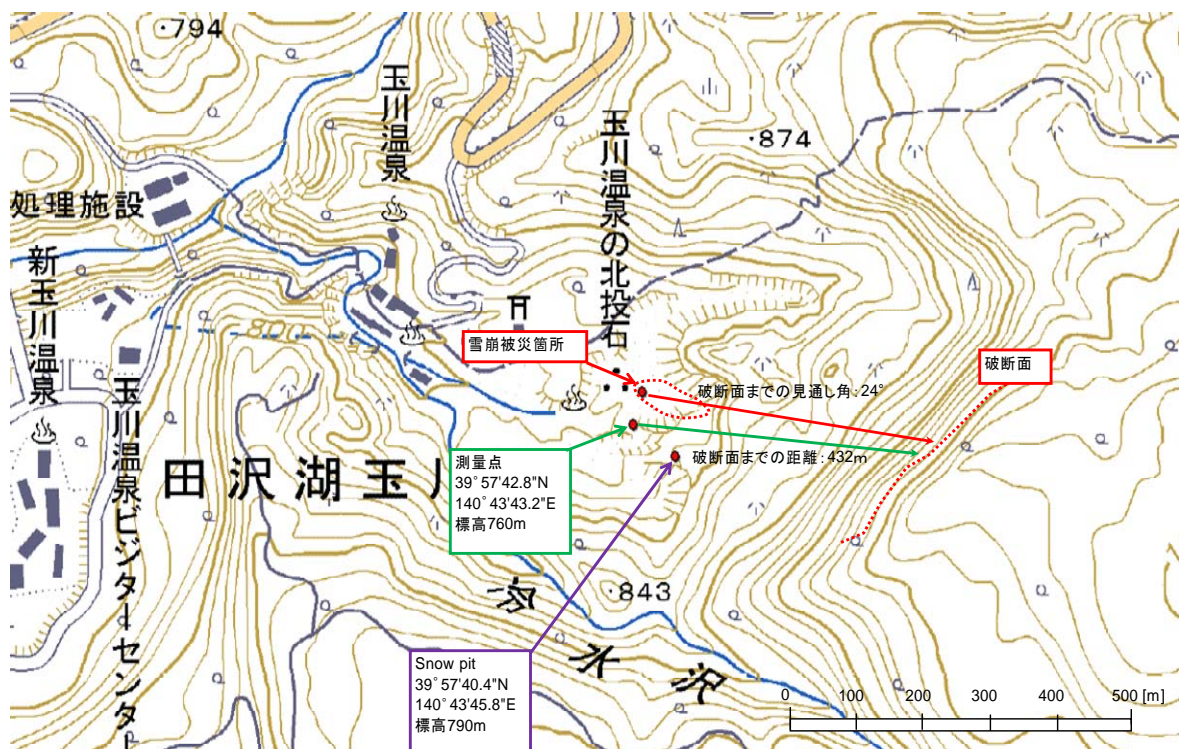 794
玉川温泉
玉川温泉の北投石
874
処理施設
新玉川温泉
雪崩被災箇所
破断面
破断面までの見通し角:24°
測量点
39°57'42.8"N
140°43'43.2"E
標高760m
破断面までの距離:432m
田沢湖玉川
玉川温泉ビジターセンター
843
Snow pit
39°57'40.4"N
140°43'45.8"E
標高790m
水沢
0 100 200 300 400 500 [m]